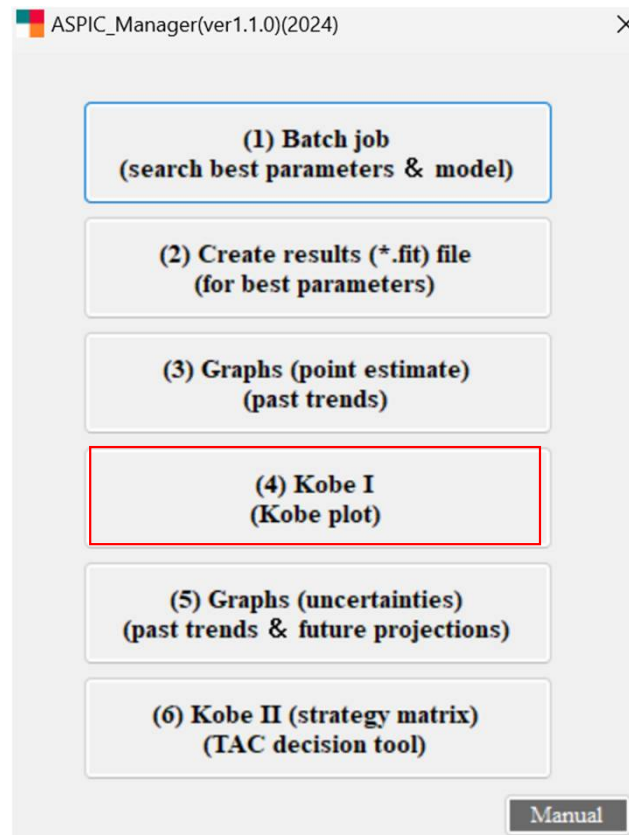 ASPIC_Manager(ver1.1.0)(2024)
(1) Batch job
(search best parameters & model)
(2) Create results (*.fit) file
(for best parameters)
(3) Graphs (point estimate)
(past trends)
(4) Kobe I
(Kobe plot)
(5) Graphs (uncertainties)
(past trends & future projections)
(6) Kobe II (strategy matrix)
(TAC decision tool)
Manual